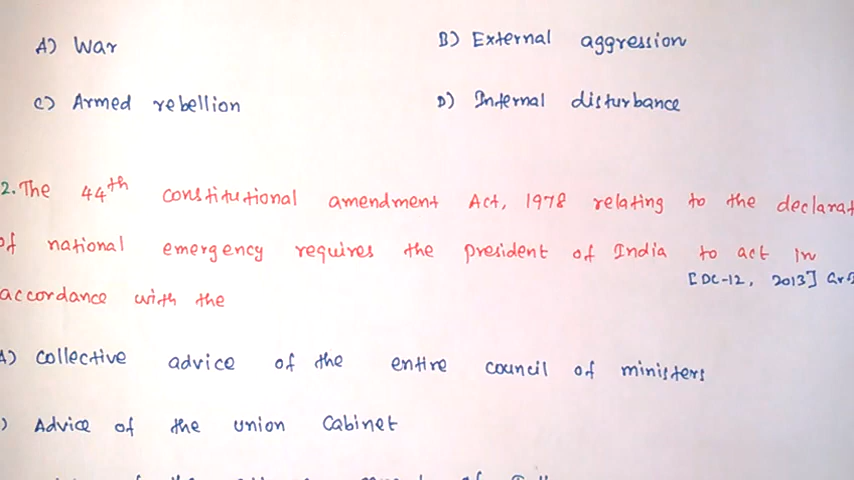 A) War
B) External aggression
C) Armed rebellion
D) Internal disturbance
2. The 44th constitutional amendment Act, 1978 relating to the declarat
of national emergency requires the president of India to act in
[DC-12, 2013]
accordance with the
A) collective advice of the entire council of ministers
) Advice of the union Cabinet